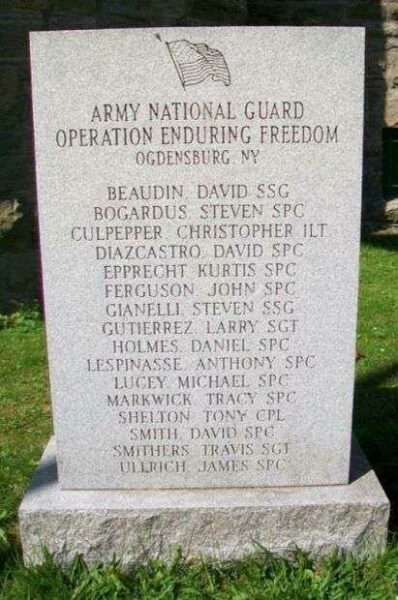 ARMY NATIONAL GUARD
OPERATION ENDURING FREEDOM
OGDENSBURG, NY
BEAUDIN, DAVID SSG
BOGARDUS, STEVEN SPC
CULPEPPER, CHRISTOPHER 1LT
DIAZCASTRO, DAVID SPC
EPPRECHT, KURTIS SPC
FERGUSON, JOHN SPC
GIANELLI, STEVEN SSG
GUTIERREZ, LARRY SGT
HOLMES, DANIEL SPC
LESPINASSE, ANTHONY SPC
LUCEY, MICHAEL SPC
MARKWICK, TRACY SPC
SHELTON, TONY CPL
SMITH, DAVID SPC
SMITHERS, TRAVIS SGT
ULLRICH, JAMES SPC